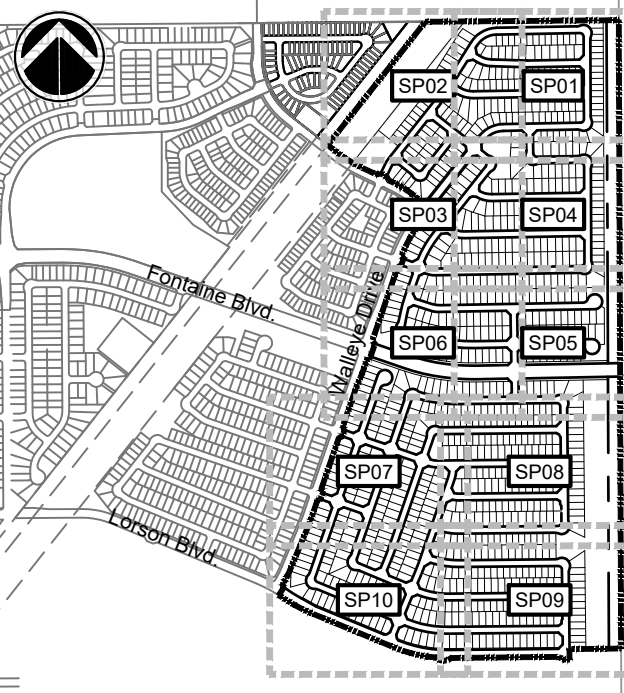 SP02
SP01
SP03
SP04
Fontaine Blvd.
Walleye Drive
SP06
SP05
SP07
SP08
Lorson Blvd.
SP10
SP09